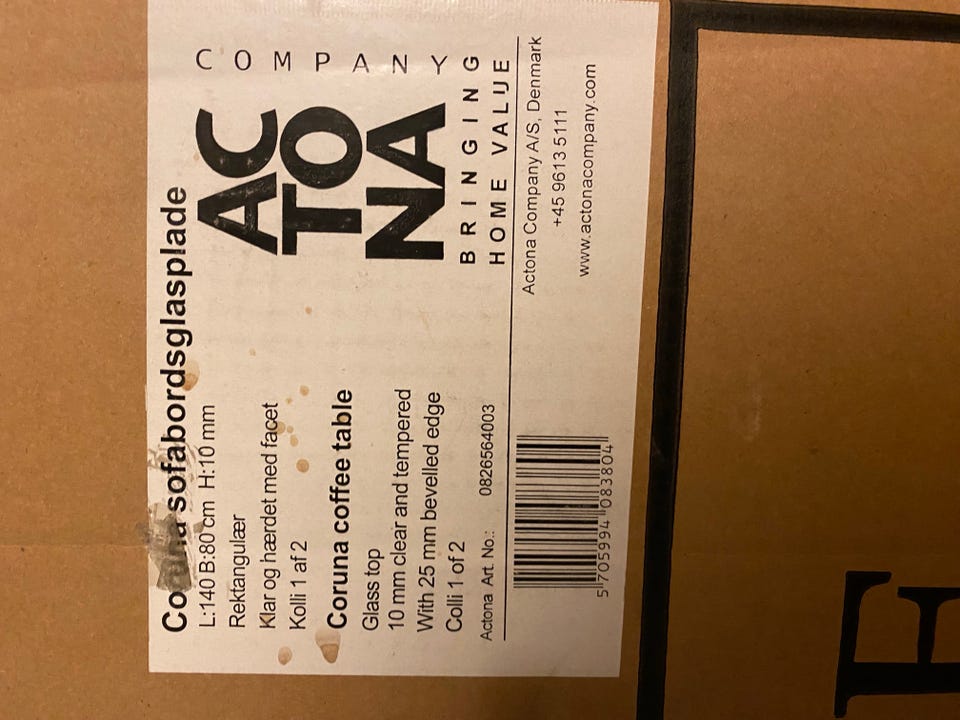 Coruna sofabordsglasplade
L:140 B:80 cm H:10 mm
Rektangulær
Klar og hærdet med facet
Kolli 1 af 2
Coruna coffee table
Glass top
10 mm clear and tempered
With 25 mm bevelled edge
Colli 1 of 2
Actona Art. No.: 0826564003
5 705994 083804
COMPANY
AC
TO
NA
BRINGING
HOME VALUE
Actona Company A/S, Denmark
+45 9613 5111
www.actonacompany.com